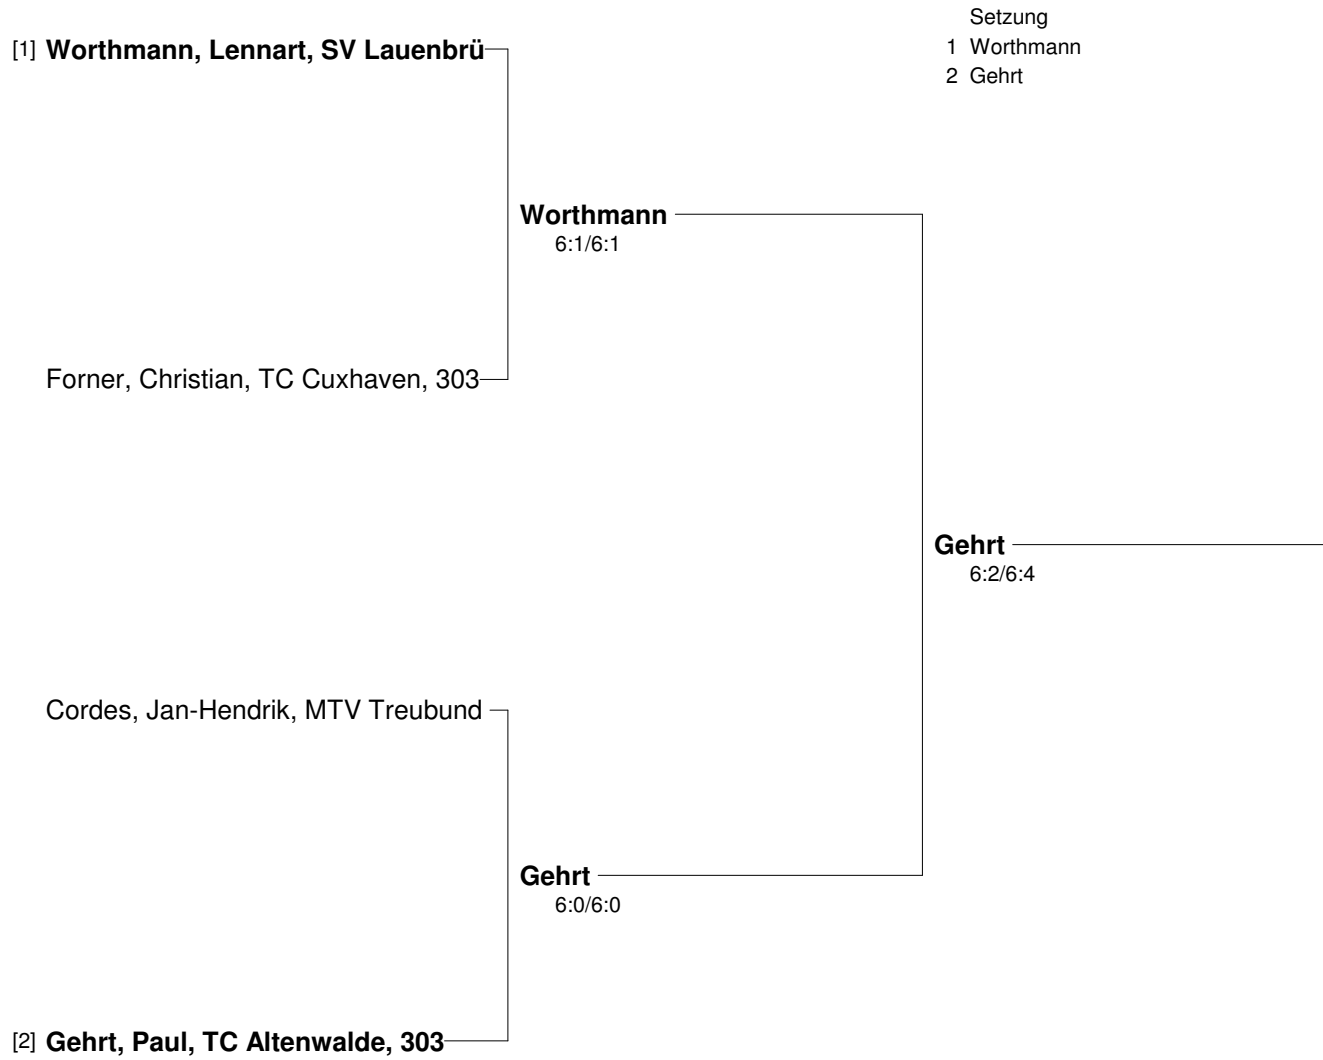 Setzung
1 Worthmann
2 Gehrt
[1] Worthmann, Lennart, SV Lauenbrü
Worthmann
6:1/6:1
Forner, Christian, TC Cuxhaven, 303
Gehrt
6:2/6:4
Cordes, Jan-Hendrik, MTV Treubund
Gehrt
6:0/6:0
[2] Gehrt, Paul, TC Altenwalde, 303